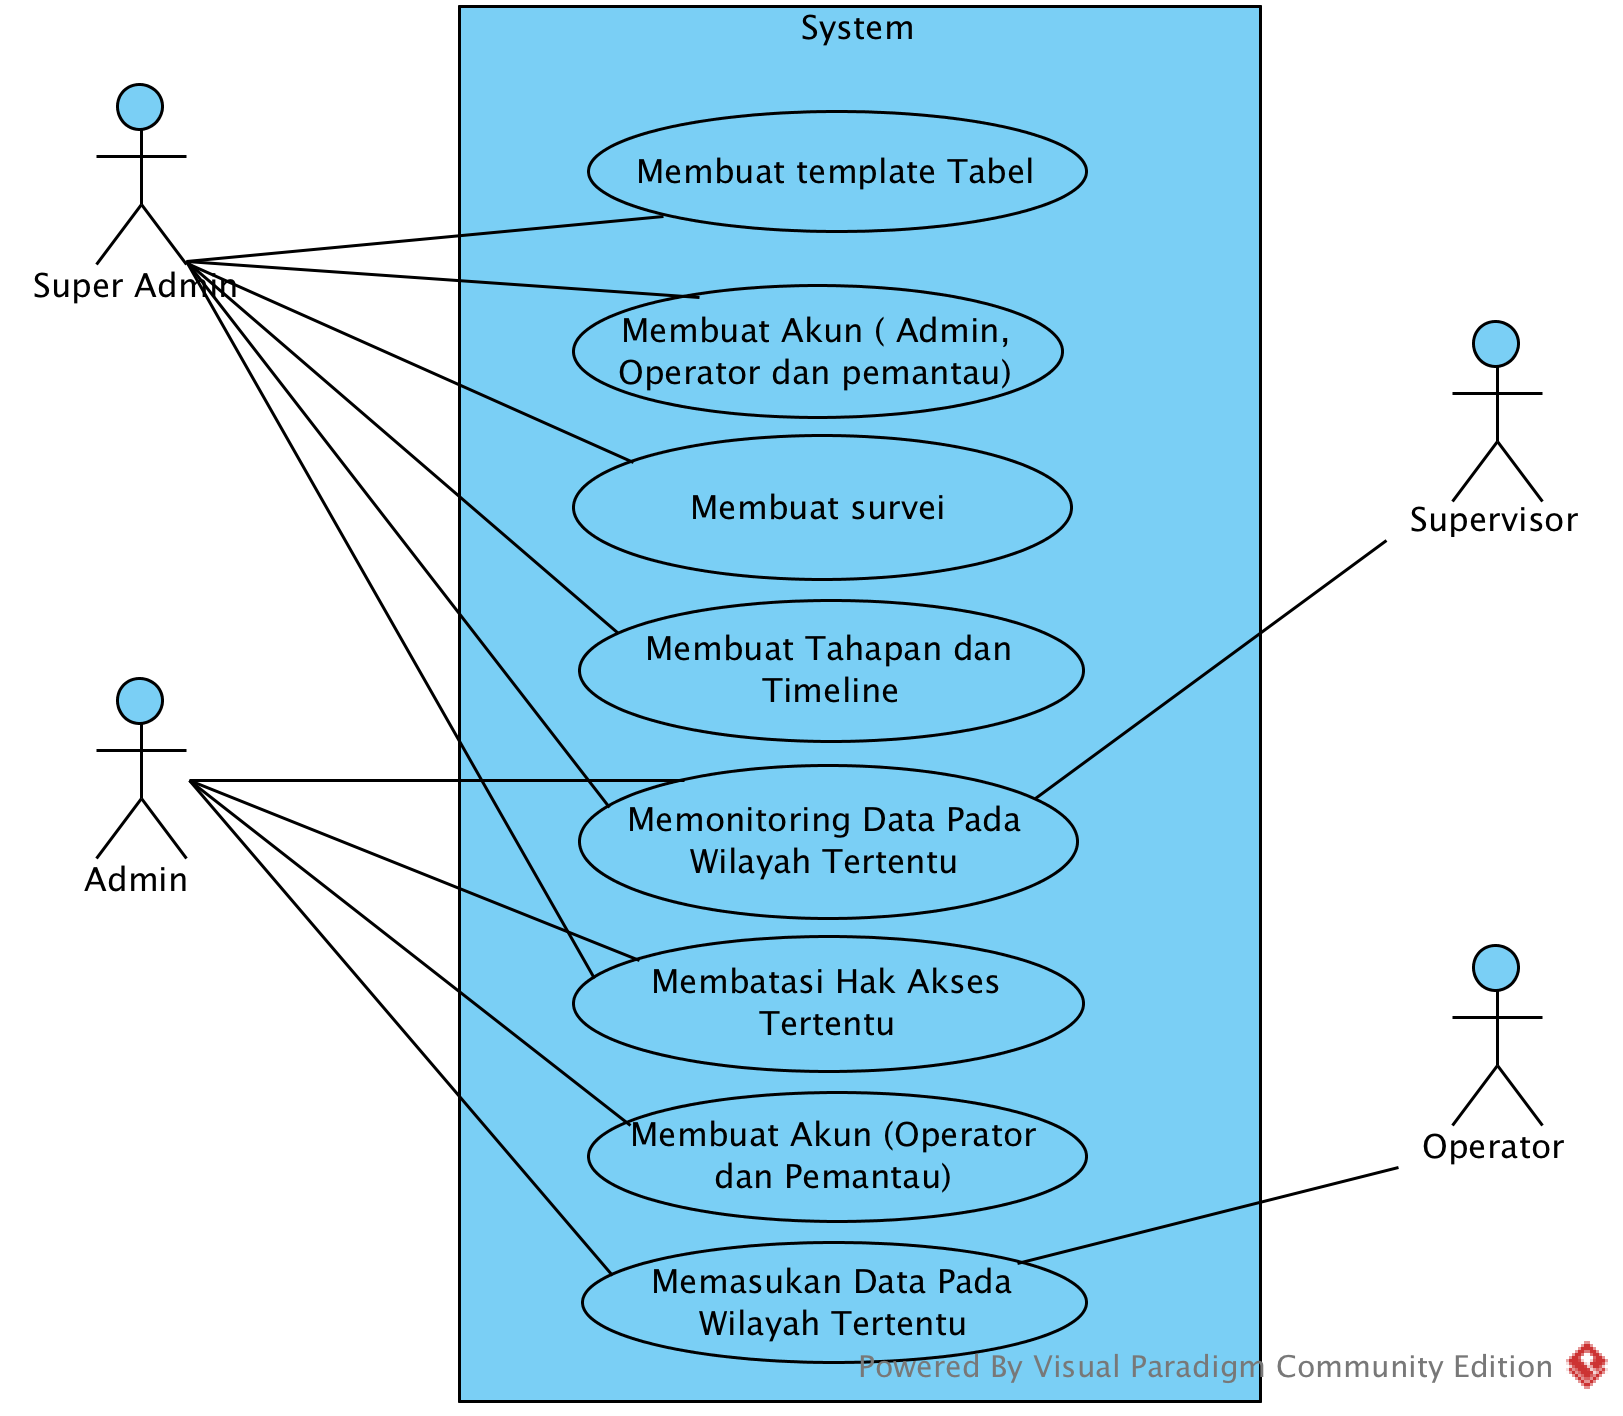 System
Membuat template Tabel
Super Admin
Membuat Akun ( Admin,
Operator dan pemantau)
Membuat survei
Supervisor
Membuat Tahapan dan
Timeline
Memonitoring Data Pada
Wilayah Tertentu
Admin
Membatasi Hak Akses
Tertentu
Membuat Akun (Operator
dan Pemantau)
Operator
Memasukan Data Pada
Wilayah Tertentu
Powered By Visual Paradigm Community Edition